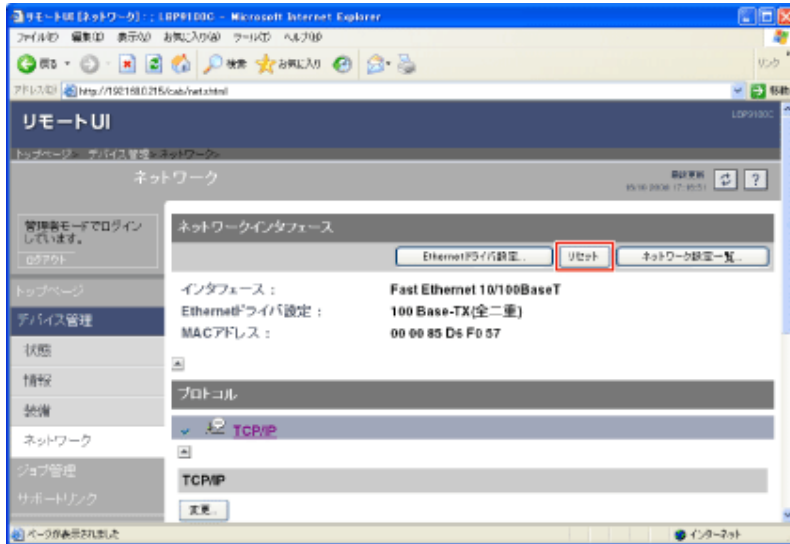 リモートUI [ネットワーク] : ; LBP9100C - Microsoft Internet Explorer
ファイル(F) 編集(E) 表示(V) お気に入り(A) ツール(T) ヘルプ(H)
戻る 検索 お気に入り リンク
アドレス(D) http://192.168.0.215/cab/net.shtml 移動
リモートUI
LBP9100C
トップページ> デバイス管理> ネットワーク>
ネットワーク
最終更新
?
管理者モードでログイン
しています。
ログアウト
トップページ
デバイス管理
状態
情報
装備
ネットワーク
ジョブ管理
サポートリンク
ネットワークインタフェース
Ethernetドライバ設定... リセット ネットワーク設定一覧...
インタフェース : Fast Ethernet 10/100BaseT
Ethernetドライバ設定 : 100 Base-TX(全二重)
MACアドレス : 00 00 85 D6 F0 57
プロトコル
TCP/IP
TCP/IP
変更...
ページが表示されました インターネット